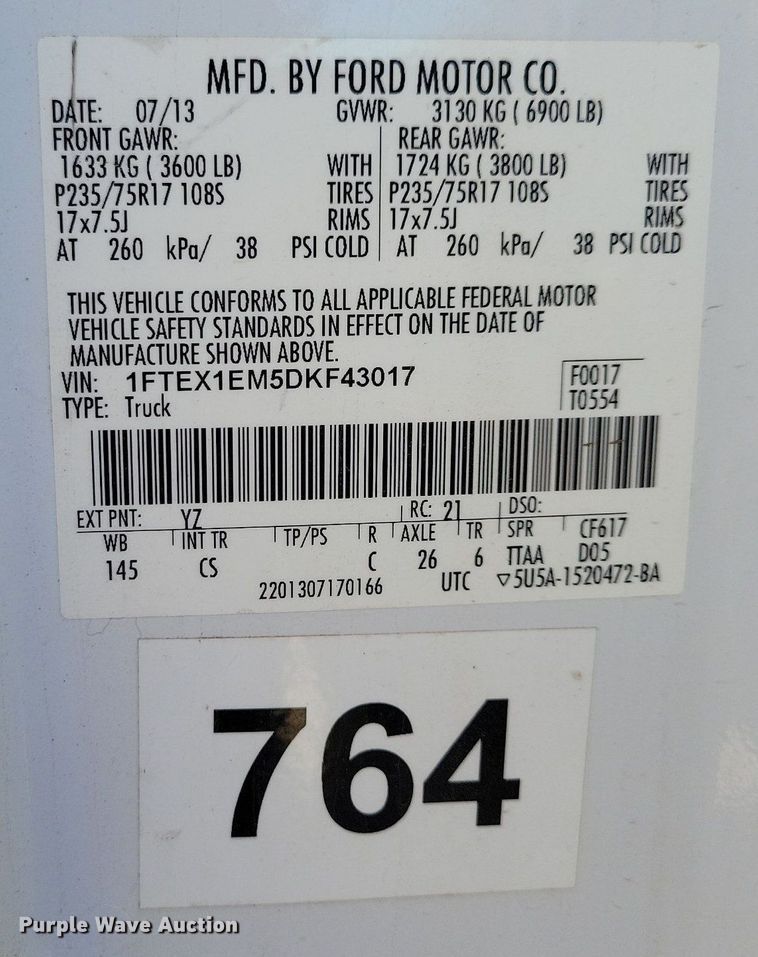 MFD. BY FORD MOTOR CO.
DATE: 07/13 GVWR: 3130 KG ( 6900 LB)
FRONT GAWR: REAR GAWR:
1633 KG ( 3600 LB) WITH 1724 KG ( 3800 LB) WITH
P235/75R17 108S TIRES P235/75R17 108S TIRES
17x7.5J RIMS 17x7.5J RIMS
AT 260 kPa/ 38 PSI COLD AT 260 kPa/ 38 PSI COLD
THIS VEHICLE CONFORMS TO ALL APPLICABLE FEDERAL MOTOR
VEHICLE SAFETY STANDARDS IN EFFECT ON THE DATE OF
MANUFACTURE SHOWN ABOVE.
VIN: 1FTEX1EM5DKF43017 F0017
TYPE: Truck T0554
EXT PNT: YZ RC: 21 DSO:
WB INT TR TP/PS R AXLE TR SPR CF617
145 CS C 26 6 TTAA D05
2201307170166 UTC ▽5U5A-1520472-BA
764
Purple Wave Auction